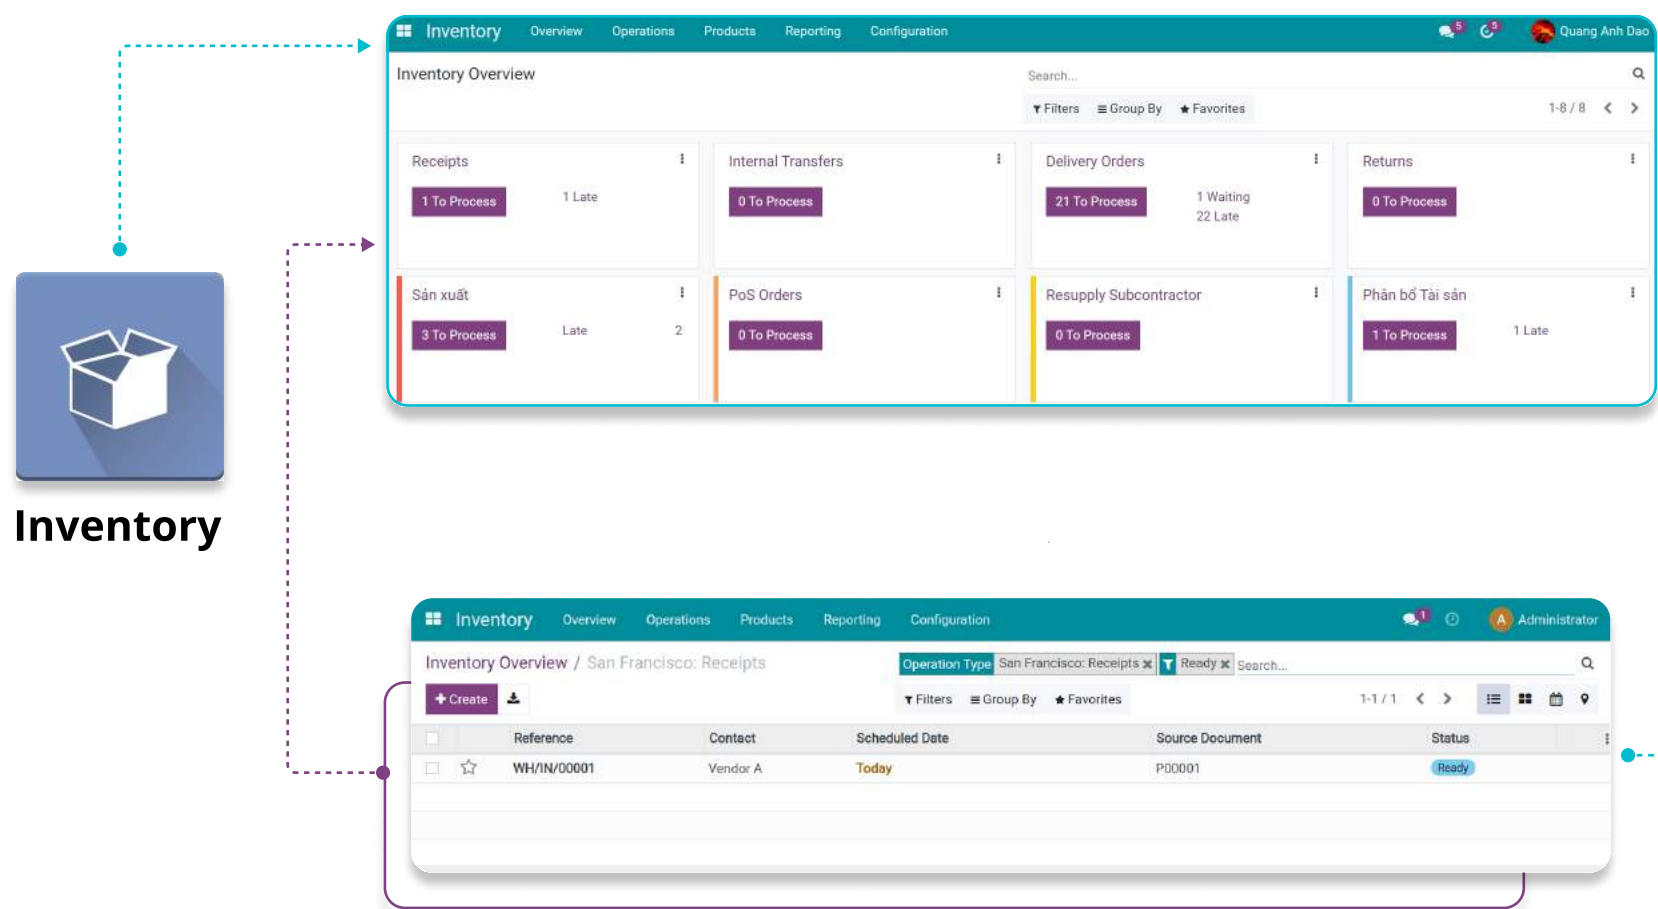 Inventory Overview Operations Products Reporting Configuration 5 5 Quang Anh Dao
Inventory Overview Search...
Filters Group By Favorites 1-8 / 8
Receipts Internal Transfers Delivery Orders Returns
1 To Process 1 Late 0 To Process 21 To Process 1 Waiting 0 To Process
22 Late
Sản xuất PoS Orders Resupply Subcontractor Phân bổ Tài sản
3 To Process Late 2 0 To Process 0 To Process 1 To Process 1 Late
Inventory
Inventory Overview Operations Products Reporting Configuration 1 A Administrator
Inventory Overview / San Francisco: Receipts Operation Type San Francisco: Receipts Ready Search...
Create Filters Group By Favorites 1-1 / 1
Reference Contact Scheduled Date Source Document Status
WH/IN/00001 Vendor A Today P00001 Ready